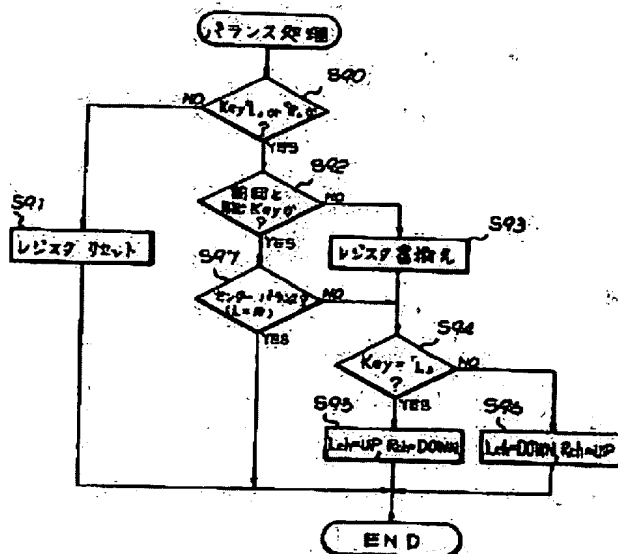 バランス処理
S90
Key「L」or「R」か
?
NO
YES
S92
前回と
同じKeyか
?
NO
YES
S91
レジスタ リセット
S93
レジスタ書換え
S97
センターバランスか
(L=R)
NO
YES
S94
Key=「L」
?
NO
YES
S95
Lch=UP Rch=DOWN
S96
Lch=DOWN Rch=UP
END